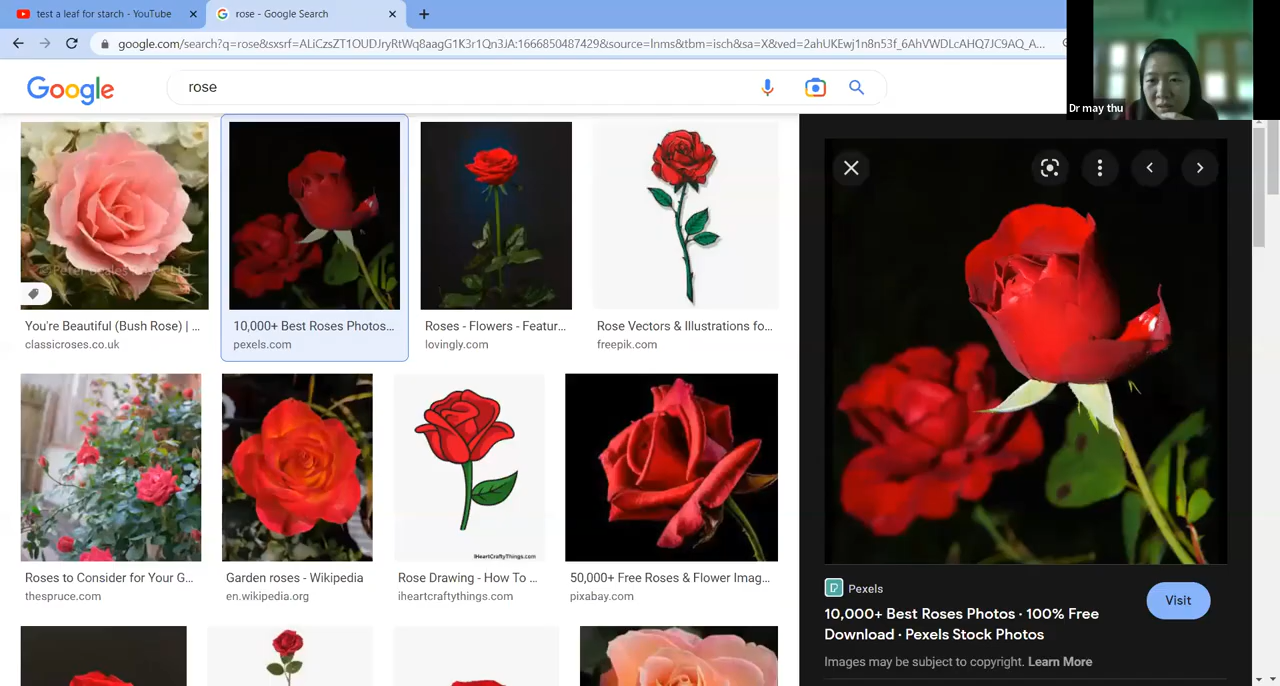 test a leaf for starch - YouTube
rose - Google Search
google.com/search?q=rose&sxsrf=ALiCzsZT1OUDJryRtWq8aagG1K3r1Qn3JA:1666850487429&source=lnms&tbm=isch&sa=X&ved=2ahUKEwj1n8n53f_6AhVWDLcAHQ7JC9AQ_A...
Dr may thu
Google
rose
You're Beautiful (Bush Rose) | ...
classicroses.co.uk
10,000+ Best Roses Photos...
pexels.com
Roses - Flowers - Featur...
lovingly.com
Rose Vectors & Illustrations fo...
freepik.com
iHeartCraftyThings.com
Roses to Consider for Your G...
thespruce.com
Garden roses - Wikipedia
en.wikipedia.org
Rose Drawing - How To ...
iheartcraftythings.com
50,000+ Free Roses & Flower Imag...
pixabay.com
Pexels
10,000+ Best Roses Photos · 100% Free
Download · Pexels Stock Photos
Visit
Images may be subject to copyright. Learn More